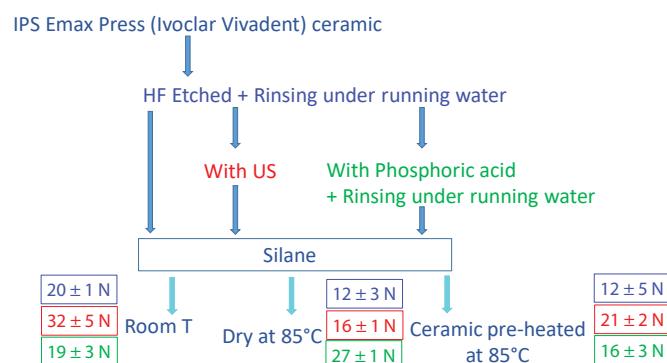 IPS Emax Press (Ivoclar Vivadent) ceramic
HF Etched + Rinsing under running water
With US
With Phosphoric acid
+ Rinsing under running water
Silane
20 ± 1 N
32 ± 5 N
19 ± 3 N
Room T
Dry at 85°C
12 ± 3 N
16 ± 1 N
27 ± 1 N
Ceramic pre-heated
at 85°C
12 ± 5 N
21 ± 2 N
16 ± 3 N